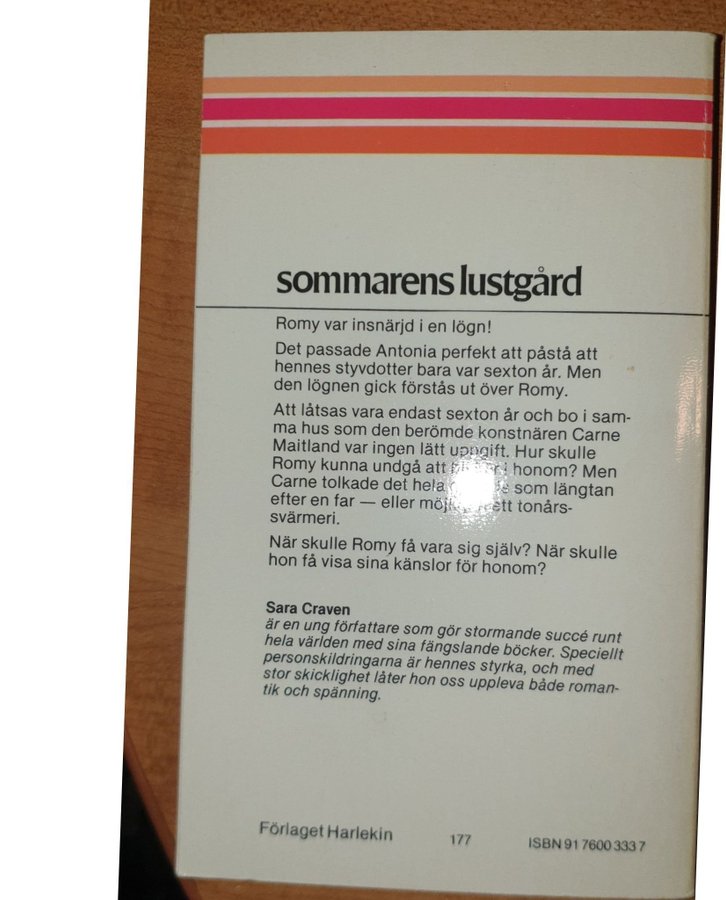 sommarens lustgård
Romy var insnärjd i en lögn!
Det passade Antonia perfekt att påstå att
hennes styvdotter bara var sexton år. Men
den lögnen gick förstås ut över Romy.
Att låtsas vara endast sexton år och bo i sam-
ma hus som den berömde konstnären Carne
Maitland var ingen lätt uppgift. Hur skulle
Romy kunna undgå att i honom? Men
Carne tolkade det hela som längtan
efter en far — eller ett tonårs-
svärmeri.
När skulle Romy få vara sig själv? När skulle
hon få visa sina känslor för honom?
Sara Craven
är en ung författare som gör stormande succé runt
hela världen med sina fängslande böcker. Speciellt
personskildringarna är hennes styrka, och med
stor skicklighet låter hon oss uppleva både roman-
tik och spänning.
Förlaget Harlekin 177 ISBN 91 7600 333 7